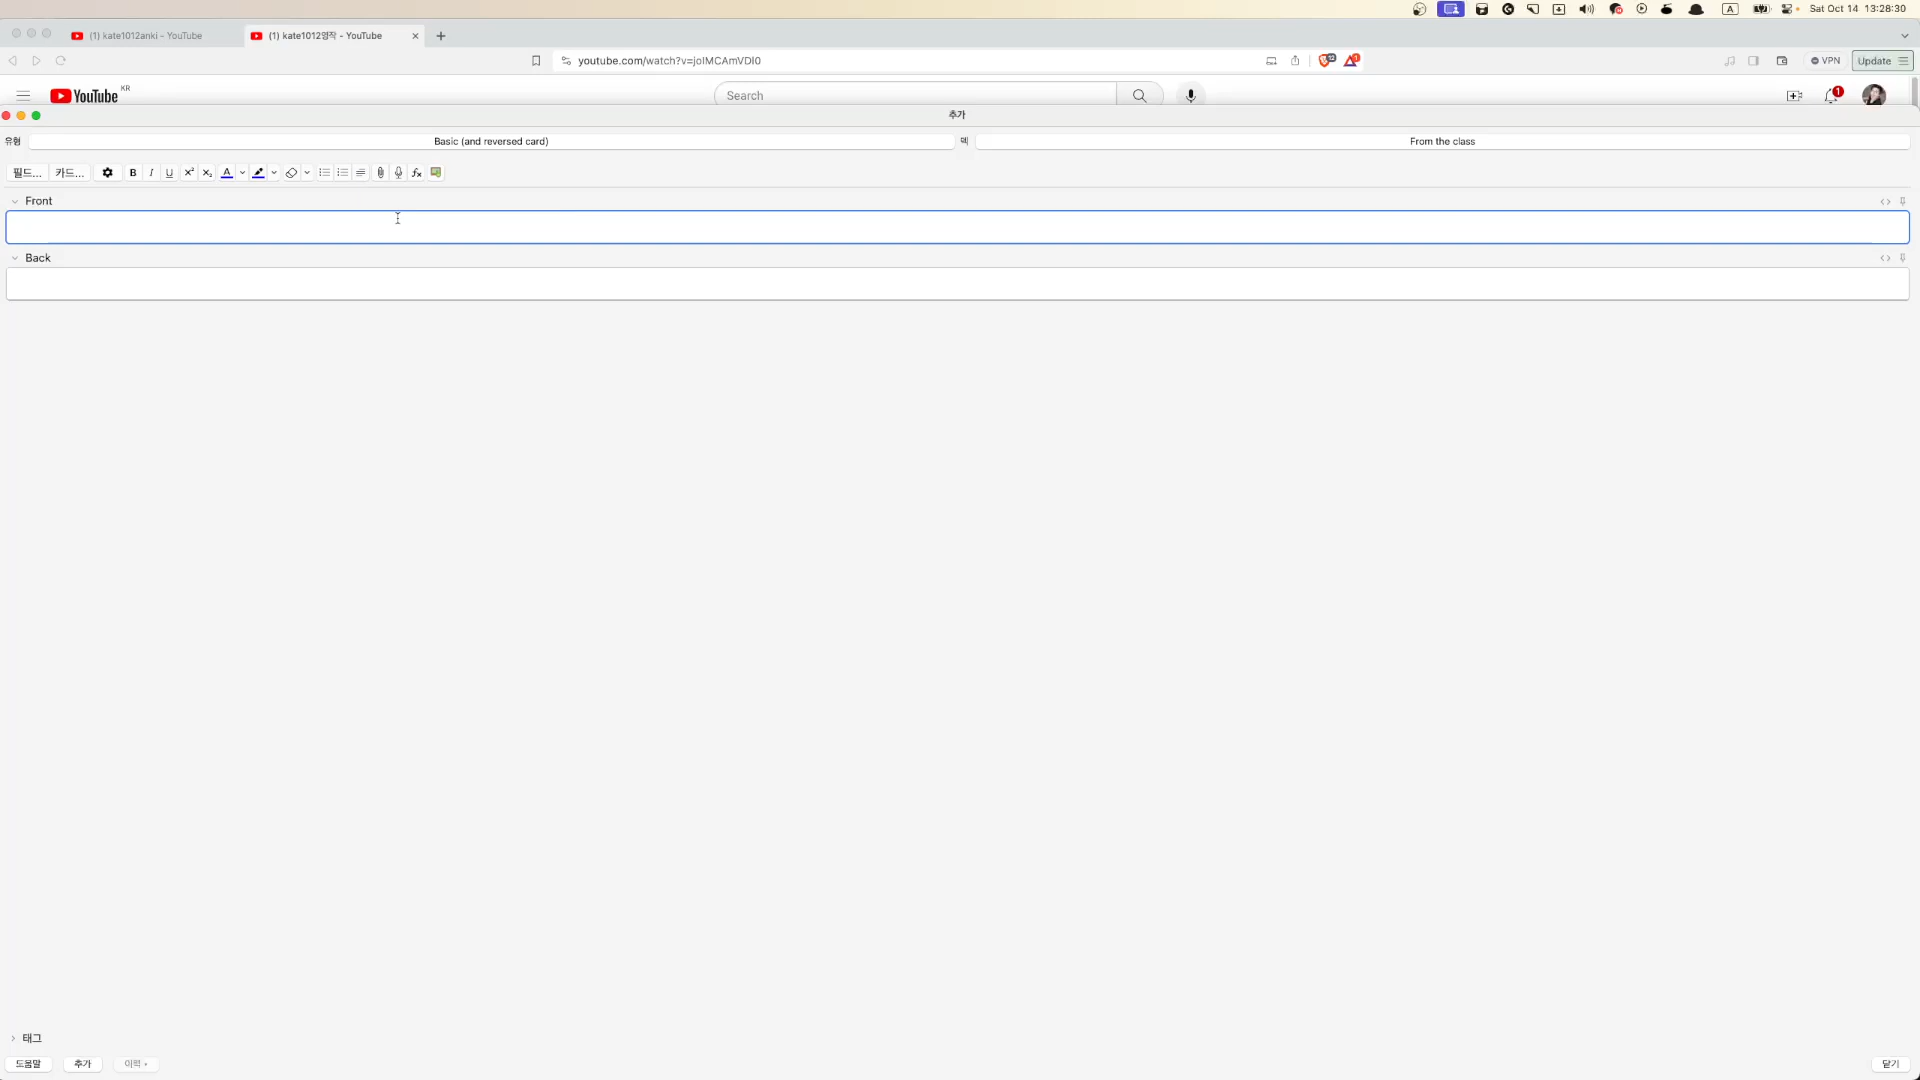 Sat Oct 14 13:28:30
(1) kate1012anki - YouTube
(1) kate1012영작 - YouTube
youtube.com/watch?v=joIMCAmVDI0
VPN
Update
YouTube KR
Search
1
추가
유형
Basic (and reversed card)
덱
From the class
필드...
카드...
B I U
Front
Back
태그
도움말
추가
이력
닫기